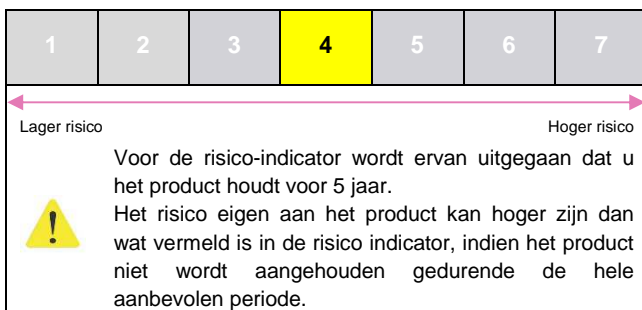 1 2 3 4 5 6 7
Lager risico Hoger risico
Voor de risico-indicator wordt ervan uitgegaan dat u
het product houdt voor 5 jaar.
Het risico eigen aan het product kan hoger zijn dan
wat vermeld is in de risico indicator, indien het product
niet wordt aangehouden gedurende de hele
aanbevolen periode.